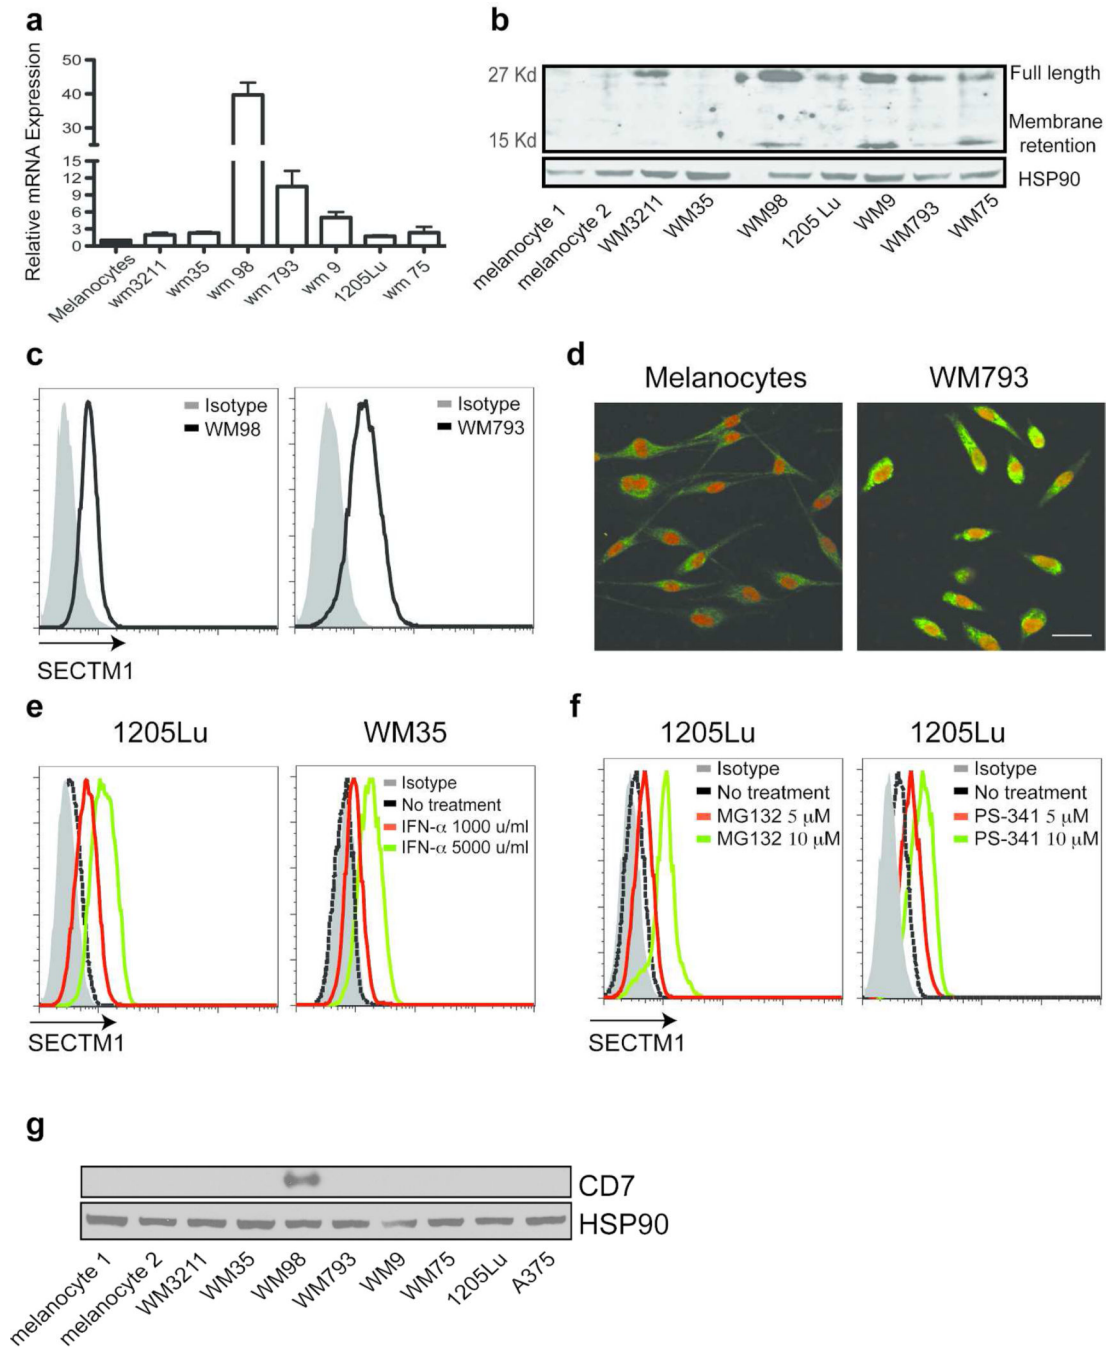 a
Relative mRNA Expression
50
40
30
15
12
9
6
3
0
Melanocytes
wm3211
wm35
wm 98
wm 793
wm 9
1205Lu
wm 75
b
27 Kd
15 Kd
Full length
Membrane
retention
HSP90
melanocyte 1
melanocyte 2
WM3211
WM35
WM98
1205 Lu
WM9
WM793
WM75
c
Isotype
WM98
Isotype
WM793
SECTM1
d
Melanocytes
WM793
e
1205Lu
WM35
Isotype
No treatment
IFN-α 1000 u/ml
IFN-α 5000 u/ml
SECTM1
f
1205Lu
1205Lu
Isotype
No treatment
MG132 5 μM
MG132 10 μM
Isotype
No treatment
PS-341 5 μM
PS-341 10 μM
SECTM1
g
CD7
HSP90
melanocyte 1
melanocyte 2
WM3211
WM35
WM98
WM793
WM9
WM75
1205Lu
A375